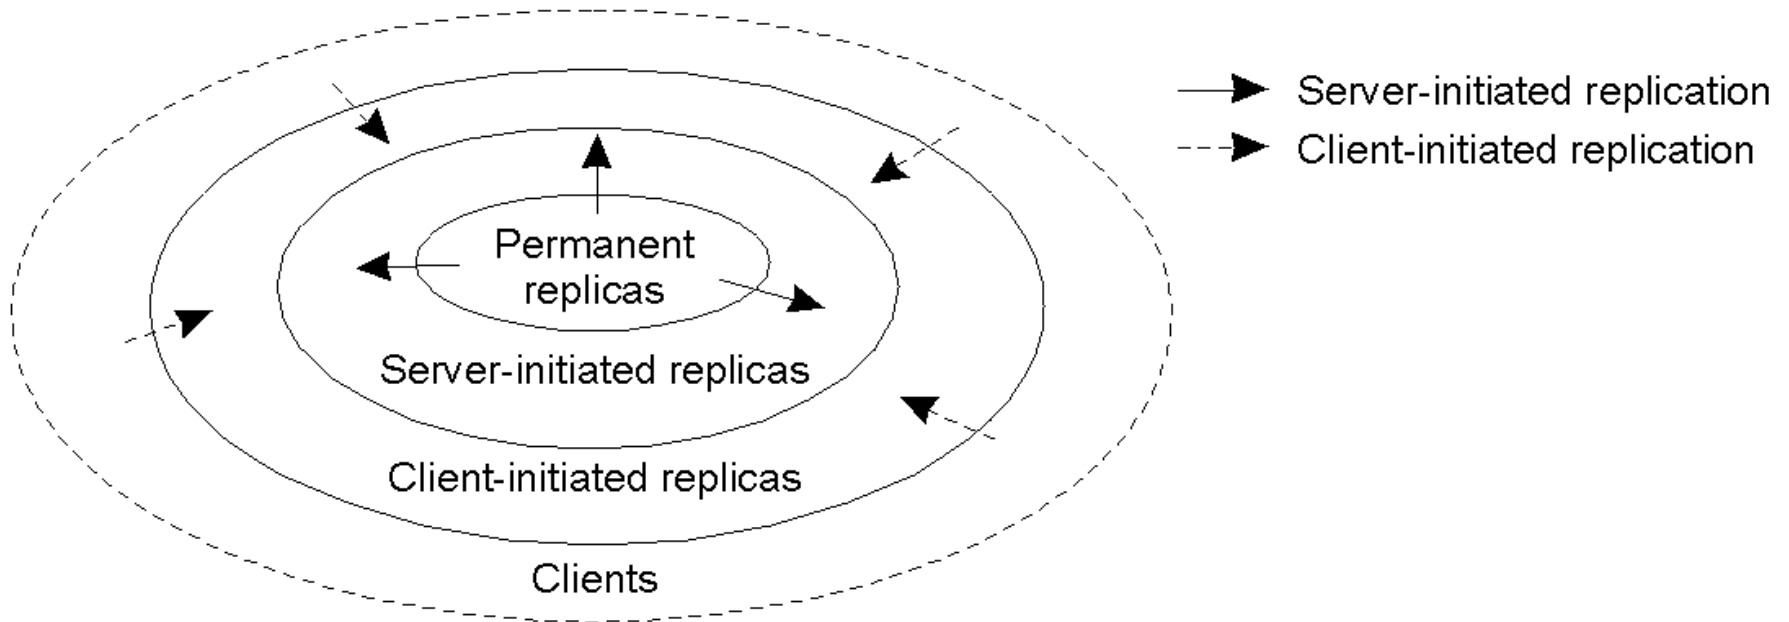 Server-initiated replication
Client-initiated replication
Permanent
replicas
Server-initiated replicas
Client-initiated replicas
Clients